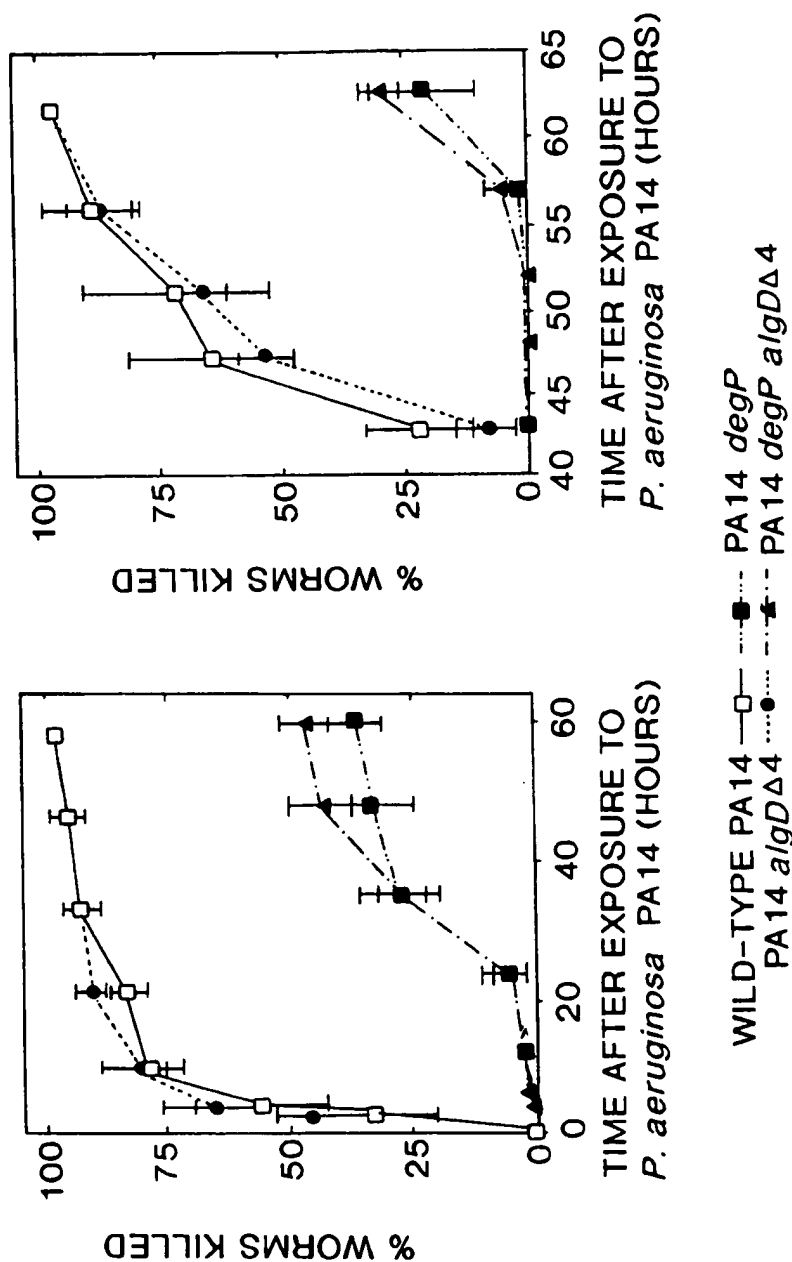 % WORMS KILLED
100
75
50
25
0
0
20
40
60
TIME AFTER EXPOSURE TO
P. aeruginosa PA14 (HOURS)
% WORMS KILLED
100
75
50
25
0
40
45
50
55
60
65
TIME AFTER EXPOSURE TO
P. aeruginosa PA14 (HOURS)
WILD-TYPE PA14
PA14 degP
PA14 algDΔ4
PA14 degP algDΔ4